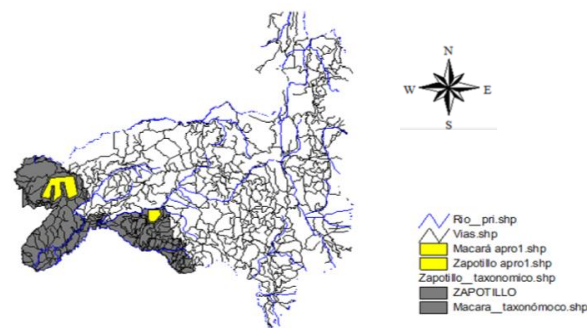 N
W E
S
Rio__pri.shp
Vias.shp
Macará apro1.shp
Zapotillo apro1.shp
Zapotillo__taxonomico.shp
ZAPOTILLO
Macara__taxonómoco.shp